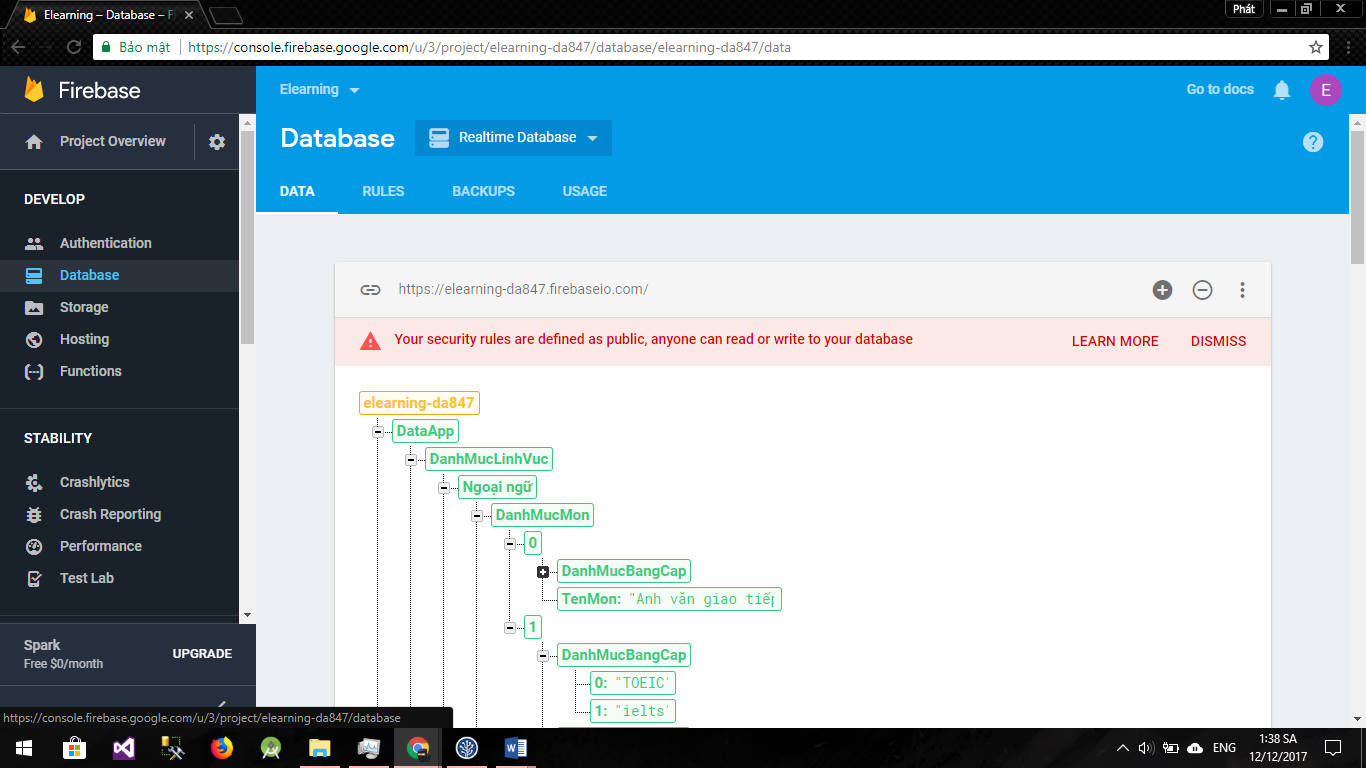 Elearning – Database – F
Phát
Bảo mật
https://console.firebase.google.com/u/3/project/elearning-da847/database/elearning-da847/data
Firebase
Project Overview
DEVELOP
Authentication
Database
Storage
Hosting
Functions
STABILITY
Crashlytics
Crash Reporting
Performance
Test Lab
Spark
Free $0/month
UPGRADE
https://console.firebase.google.com/u/3/project/elearning-da847/database
Elearning
Go to docs
E
Database
Realtime Database
?
DATA
RULES
BACKUPS
USAGE
https://elearning-da847.firebaseio.com/
Your security rules are defined as public, anyone can read or write to your database
LEARN MORE
DISMISS
elearning-da847
DataApp
DanhMucLinhVuc
Ngoại ngữ
DanhMucMon
0
DanhMucBangCap
TenMon: "Anh văn giao tiếp
1
DanhMucBangCap
0: "TOEIC"
1: "ielts"
ENG
1:38 SA
12/12/2017